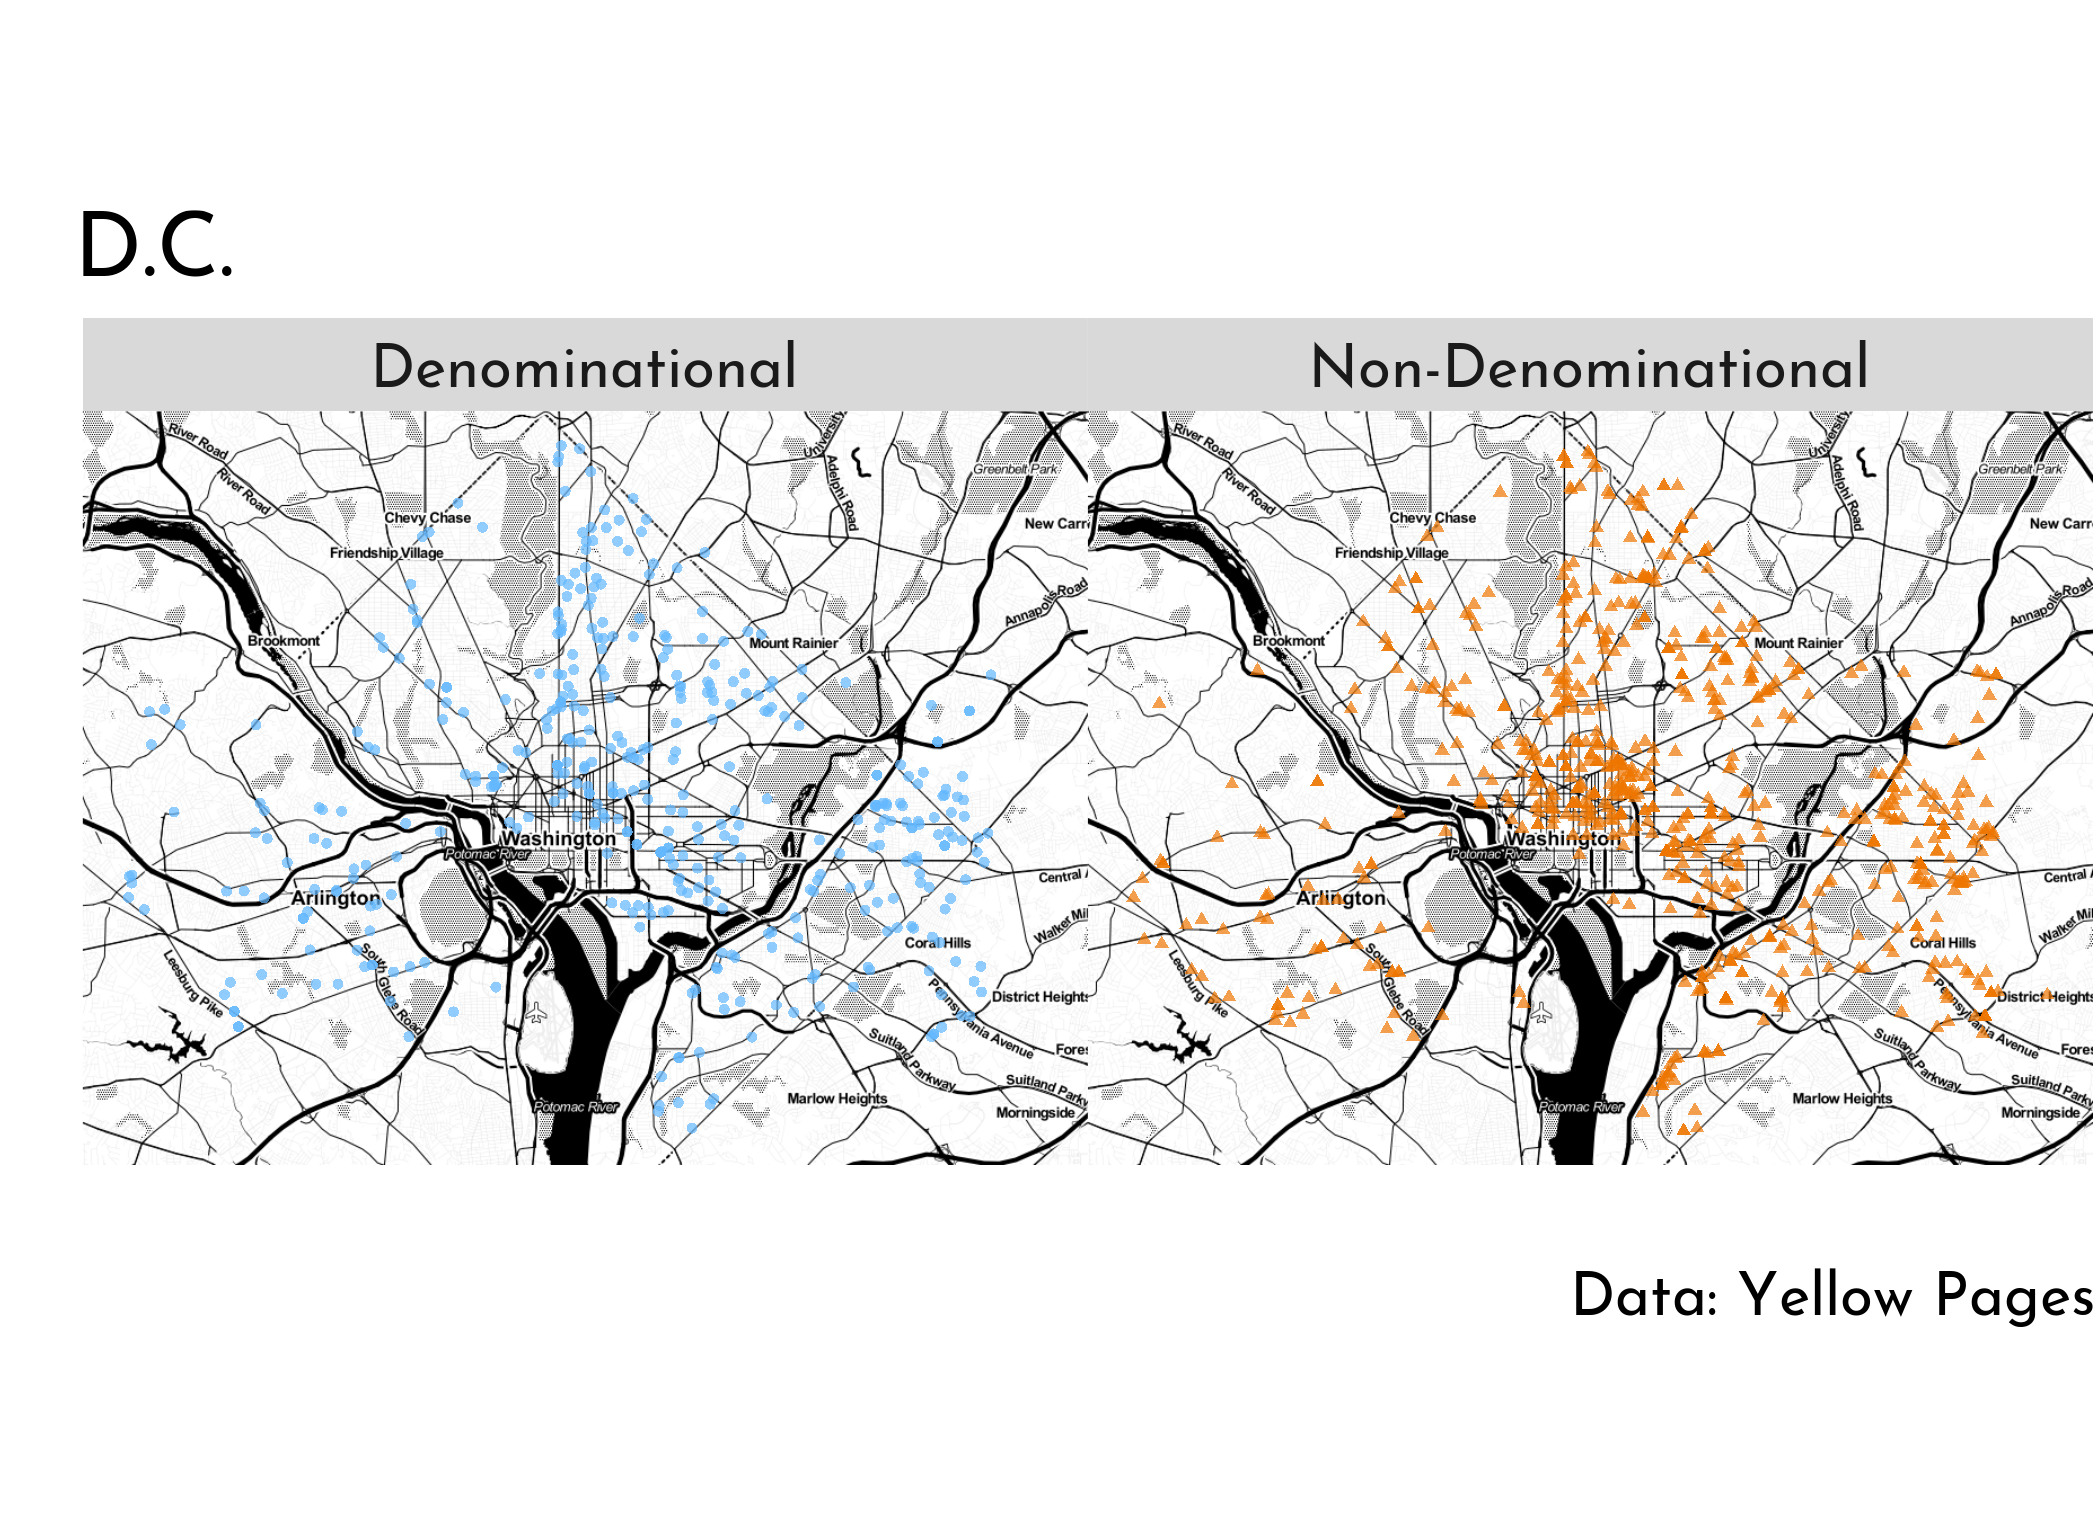 D.C.
Denominational
Non-Denominational
River Road
River Road
University
Adelphi Road
Greenbelt Park
Chevy Chase
New Carr
Friendship Village
Annapolis Road
Brookmont
Mount Rainier
Washington
Potomac River
Central
Arlington
Walker Mil
Coral Hills
South Glebe Road
Leesburg Pike
Pennsylvania Avenue
District Heights
Suitland Parkway
Fores
Suitland Parkw
Marlow Heights
Morningside
Potomac River
River Road
River Road
University
Adelphi Road
Greenbelt Park
Chevy Chase
New Carr
Friendship Village
Annapolis Road
Brookmont
Mount Rainier
Washington
Potomac River
Central
Arlington
Walker Mil
Coral Hills
South Glebe Road
Leesburg Pike
Pennsylvania Avenue
District Heights
Suitland Parkway
Fores
Suitland Parkw
Marlow Heights
Morningside
Potomac River
Data: Yellow Pages